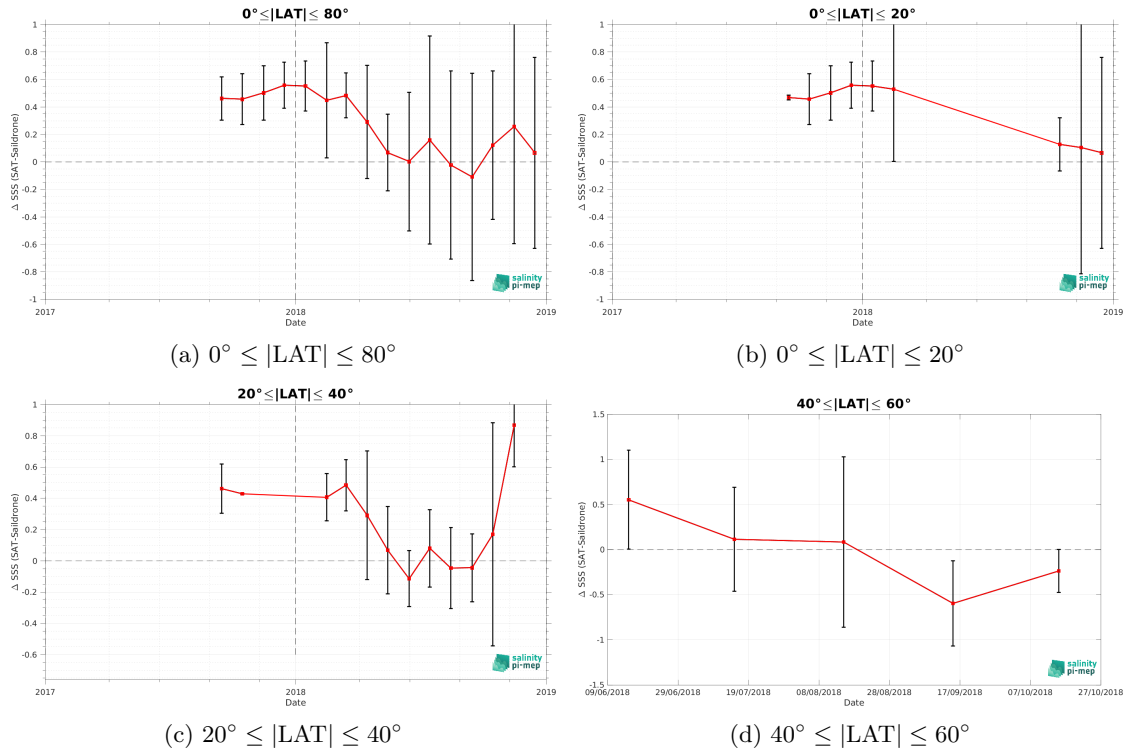 0°≤|LAT|≤ 80°
1
0.8
0.6
0.4
0.2
0
-0.2
-0.4
-0.6
-0.8
-1
Δ SSS (SAT-Saildrone)
2017
2018
2019
Date
salinity
pi-mep
(a) 0° ≤ |LAT| ≤ 80°
0°≤|LAT|≤ 20°
1
0.8
0.6
0.4
0.2
0
-0.2
-0.4
-0.6
-0.8
-1
Δ SSS (SAT-Saildrone)
2017
2018
2019
Date
salinity
pi-mep
(b) 0° ≤ |LAT| ≤ 20°
20°≤|LAT|≤ 40°
1
0.8
0.6
0.4
0.2
0
-0.2
-0.4
-0.6
Δ SSS (SAT-Saildrone)
2017
2018
2019
Date
salinity
pi-mep
(c) 20° ≤ |LAT| ≤ 40°
40°≤|LAT|≤ 60°
1.5
1
0.5
0
-0.5
-1
-1.5
Δ SSS (SAT-Saildrone)
09/06/2018
29/06/2018
19/07/2018
08/08/2018
28/08/2018
17/09/2018
07/10/2018
27/10/2018
Date
salinity
pi-mep
(d) 40° ≤ |LAT| ≤ 60°